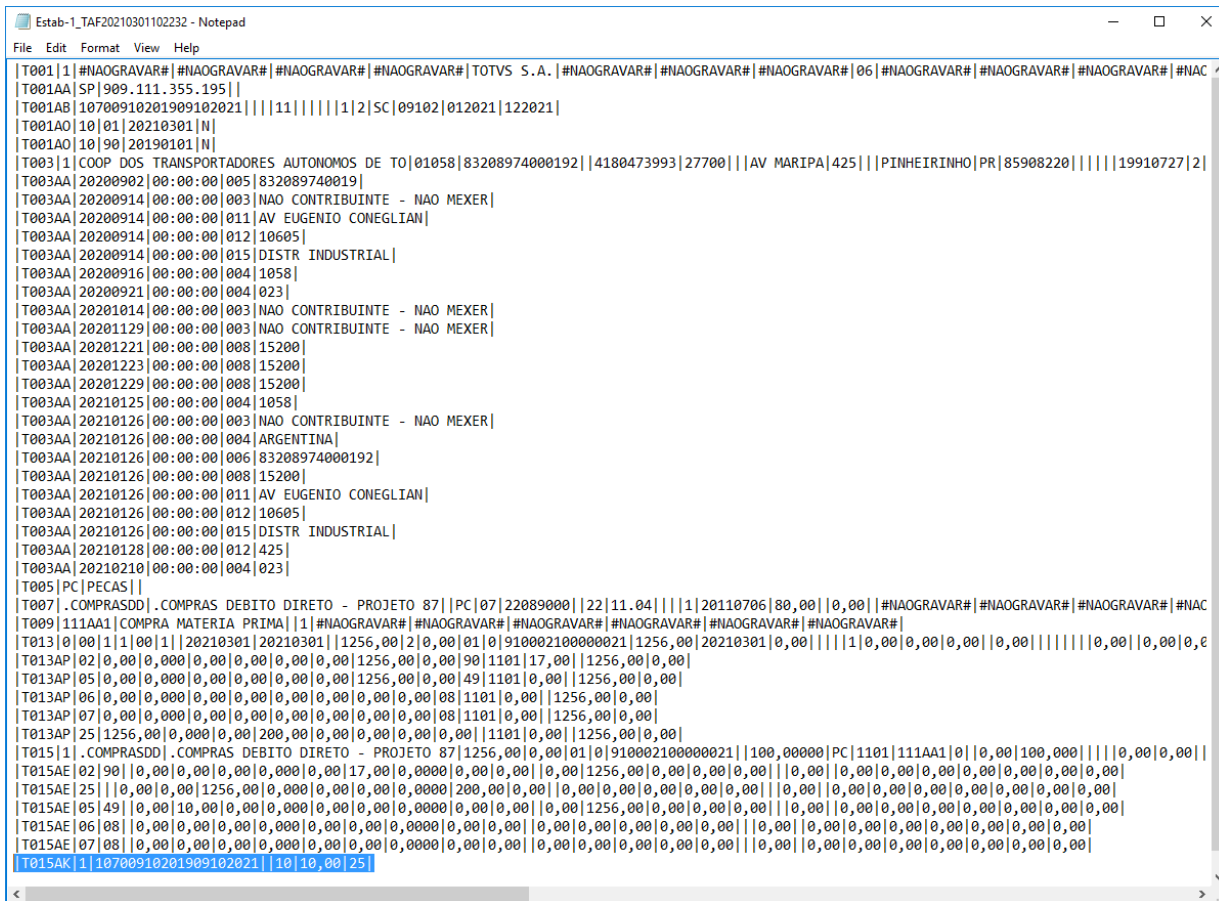 Estab-1_TAF20210301102232 - Notepad
File Edit Format View Help
|T001|1|#NAOGRAVAR#|#NAOGRAVAR#|#NAOGRAVAR#|#NAOGRAVAR#|TOTVS S.A.|#NAOGRAVAR#|#NAOGRAVAR#|#NAOGRAVAR#|06|#NAOGRAVAR#|#NAOGRAVAR#|#NAOGRAVAR#|#NAC
|T001AA|SP|909.111.355.195||
|T001AB|10700910201909102021||||11||||||1|2|SC|09102|012021|122021|
|T001AO|10|01|20210301|N|
|T001AO|10|90|20190101|N|
|T003|1|COOP DOS TRANSPORTADORES AUTONOMOS DE TO|01058|83208974000192||4180473993|27700|||AV MARIPA|425|||PINHEIRINHO|PR|85908220||||||19910727|2|
|T003AA|20200902|00:00:00|005|832089740019|
|T003AA|20200914|00:00:00|003|NAO CONTRIBUINTE - NAO MEXER|
|T003AA|20200914|00:00:00|011|AV EUGENIO CONEGLIAN|
|T003AA|20200914|00:00:00|012|10605|
|T003AA|20200914|00:00:00|015|DISTR INDUSTRIAL|
|T003AA|20200916|00:00:00|004|1058|
|T003AA|20200921|00:00:00|004|023|
|T003AA|20201014|00:00:00|003|NAO CONTRIBUINTE - NAO MEXER|
|T003AA|20201129|00:00:00|003|NAO CONTRIBUINTE - NAO MEXER|
|T003AA|20201221|00:00:00|008|15200|
|T003AA|20201223|00:00:00|008|15200|
|T003AA|20201229|00:00:00|008|15200|
|T003AA|20210125|00:00:00|004|1058|
|T003AA|20210126|00:00:00|003|NAO CONTRIBUINTE - NAO MEXER|
|T003AA|20210126|00:00:00|004|ARGENTINA|
|T003AA|20210126|00:00:00|006|83208974000192|
|T003AA|20210126|00:00:00|008|15200|
|T003AA|20210126|00:00:00|011|AV EUGENIO CONEGLIAN|
|T003AA|20210126|00:00:00|012|10605|
|T003AA|20210126|00:00:00|015|DISTR INDUSTRIAL|
|T003AA|20210128|00:00:00|012|425|
|T003AA|20210210|00:00:00|004|023|
|T005|PC|PECAS||
|T007|.COMPRASDD|.COMPRAS DEBITO DIRETO - PROJETO 87||PC|07|22089000||22|11.04||||1|20110706|80,00||0,00||#NAOGRAVAR#|#NAOGRAVAR#|#NAOGRAVAR#|#NAC
|T009|111AA1|COMPRA MATERIA PRIMA||1|#NAOGRAVAR#|#NAOGRAVAR#|#NAOGRAVAR#|#NAOGRAVAR#|#NAOGRAVAR#|#NAOGRAVAR#|
|T013|0|00|1|1|00|1||20210301|20210301||1256,00|2|0,00|01|0|910002100000021|1256,00|20210301|0,00|||||1|0,00|0,00|0,00||0,00||||||||0,00||0,00|0,0
|T013AP|02|0,00|0,000|0,00|0,00|0,00|0,00|1256,00|0,00|90|1101|17,00||1256,00|0,00|
|T013AP|05|0,00|0,000|0,00|0,00|0,00|0,00|1256,00|0,00|49|1101|0,00||1256,00|0,00|
|T013AP|06|0,00|0,000|0,00|0,00|0,00|0,00|0,00|0,00|08|1101|0,00||1256,00|0,00|
|T013AP|07|0,00|0,000|0,00|0,00|0,00|0,00|0,00|0,00|08|1101|0,00||1256,00|0,00|
|T013AP|25|1256,00|0,000|0,00|200,00|0,00|0,00|0,00|0,00||1101|0,00||1256,00|0,00|
|T015|1|.COMPRASDD|.COMPRAS DEBITO DIRETO - PROJETO 87|1256,00|0,00|01|0|910002100000021||100,00000|PC|1101|111AA1|0||0,00|100,000|||||0,00|0,00||
|T015AE|02|90||0,00|0,00|0,00|0,000|0,00|17,00|0,0000|0,00|0,00||0,00|1256,00|0,00|0,00|0,00|||0,00||0,00|0,00|0,00|0,00|0,00|0,00|0,00|
|T015AE|25|||0,00|0,00|1256,00|0,000|0,00|0,00|0,0000|200,00|0,00||0,00|0,00|0,00|0,00|0,00|||0,00||0,00|0,00|0,00|0,00|0,00|0,00|0,00|
|T015AE|05|49||0,00|10,00|0,00|0,000|0,00|0,00|0,0000|0,00|0,00||0,00|1256,00|0,00|0,00|0,00|||0,00||0,00|0,00|0,00|0,00|0,00|0,00|0,00|
|T015AE|06|08||0,00|0,00|0,00|0,000|0,00|0,00|0,0000|0,00|0,00||0,00|0,00|0,00|0,00|0,00|||0,00||0,00|0,00|0,00|0,00|0,00|0,00|0,00|
|T015AE|07|08||0,00|0,00|0,00|0,000|0,00|0,00|0,0000|0,00|0,00||0,00|0,00|0,00|0,00|0,00|||0,00||0,00|0,00|0,00|0,00|0,00|0,00|0,00|
|T015AK|1|10700910201909102021||10|10,00|25|